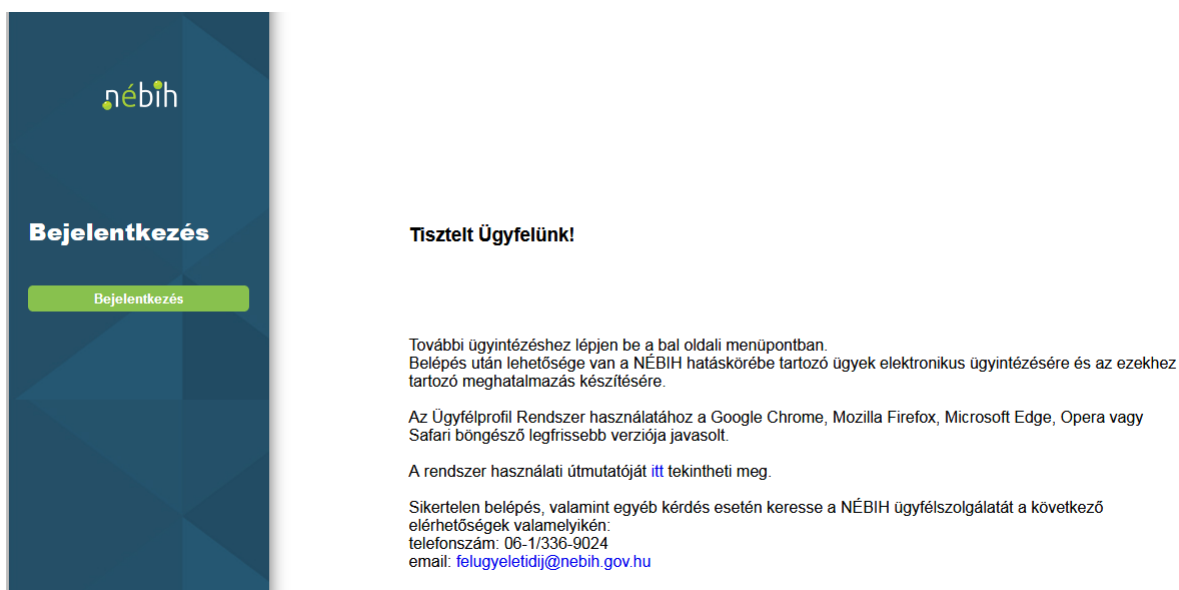 nébih
Bejelentkezés
Bejelentkezés
Tisztelt Ügyfelünk!
További ügyintézéshez lépjen be a bal oldali menüpontban.
Belépés után lehetősége van a NÉBIH hatáskörébe tartozó ügyek elektronikus ügyintézésére és az ezekhez
tartozó meghatalmazás készítésére.
Az Ügyfélprofil Rendszer használatához a Google Chrome, Mozilla Firefox, Microsoft Edge, Opera vagy
Safari böngésző legfrissebb verziója javasolt.
A rendszer használati útmutatóját itt tekintheti meg.
Sikertelen belépés, valamint egyéb kérdés esetén keresse a NÉBIH ügyfélszolgálatát a következő
elérhetőségek valamelyikén:
telefonszám: 06-1/336-9024
email: felugyeletidij@nebih.gov.hu